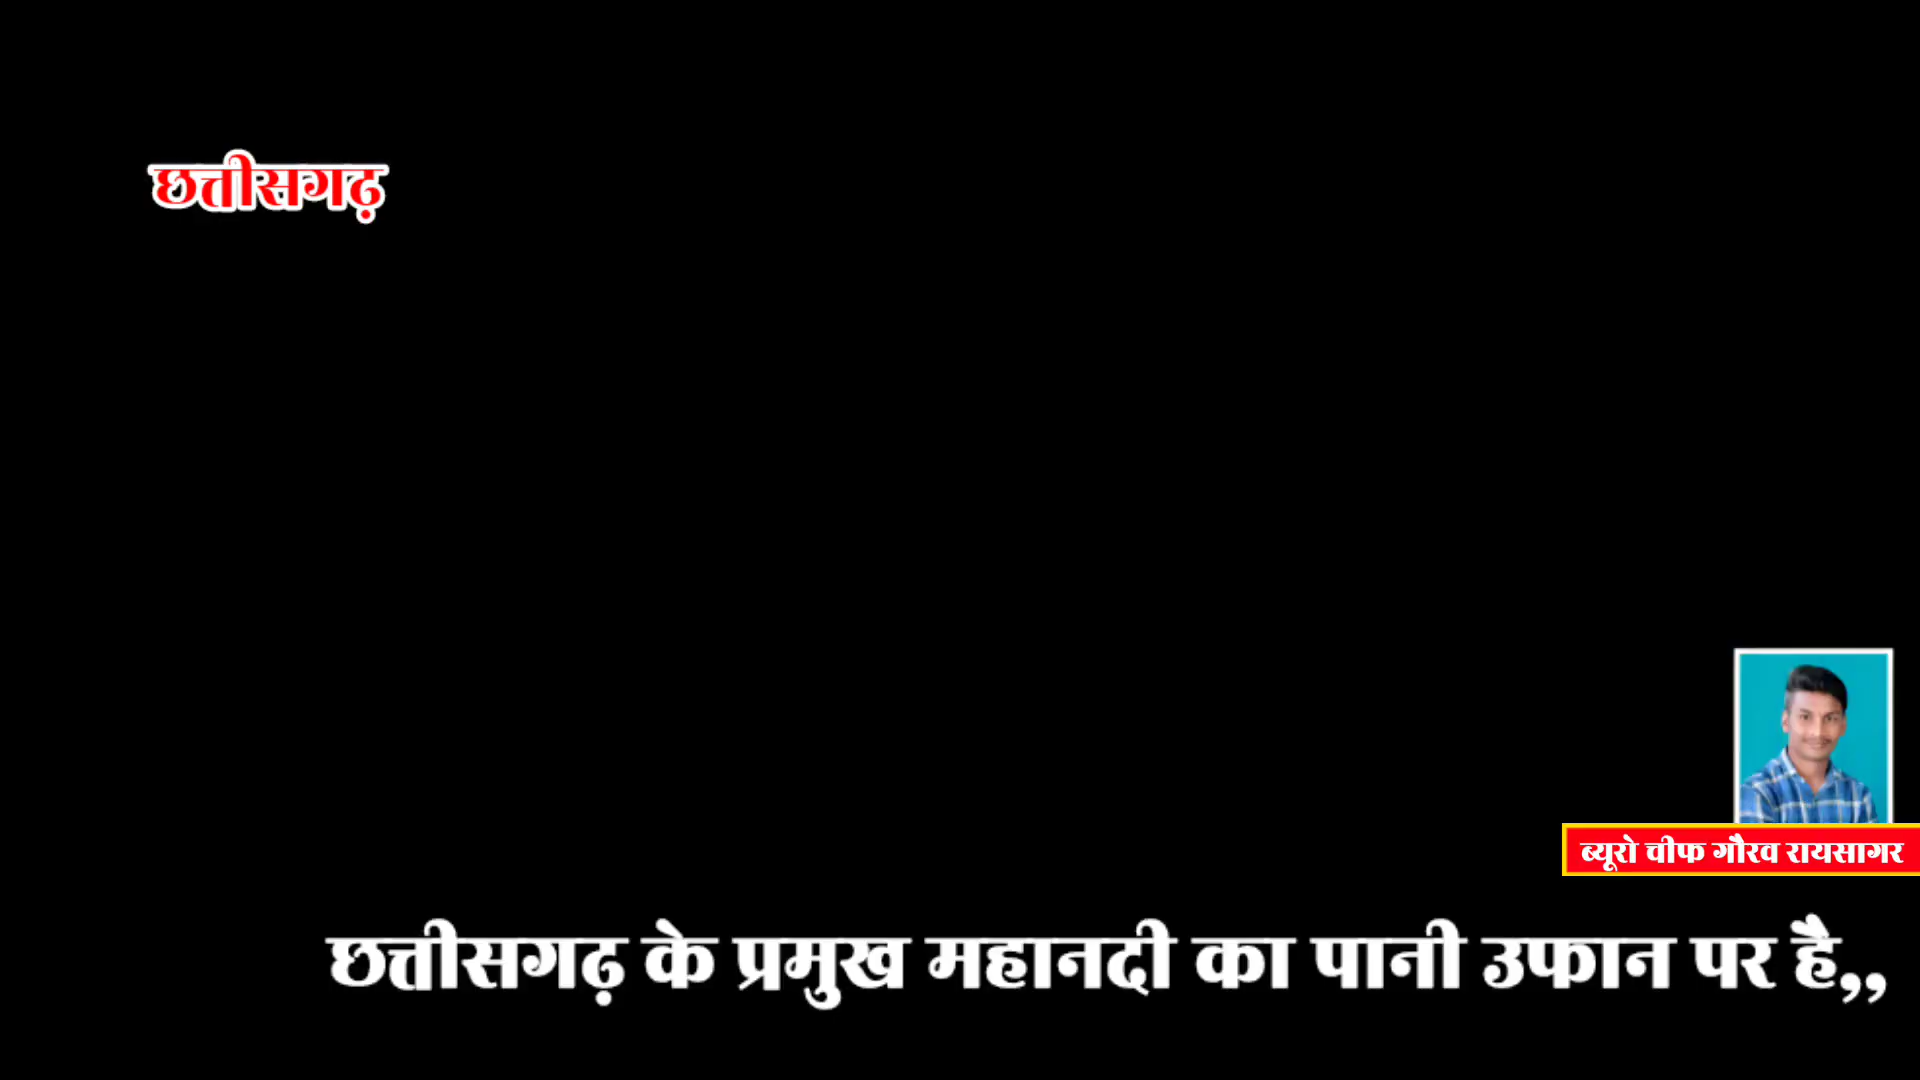 छत्तीसगढ़
ब्यूरो चीफ गौरव रायसागर
छत्तीसगढ़ के प्रमुख महानदी का पानी उफान पर है,,